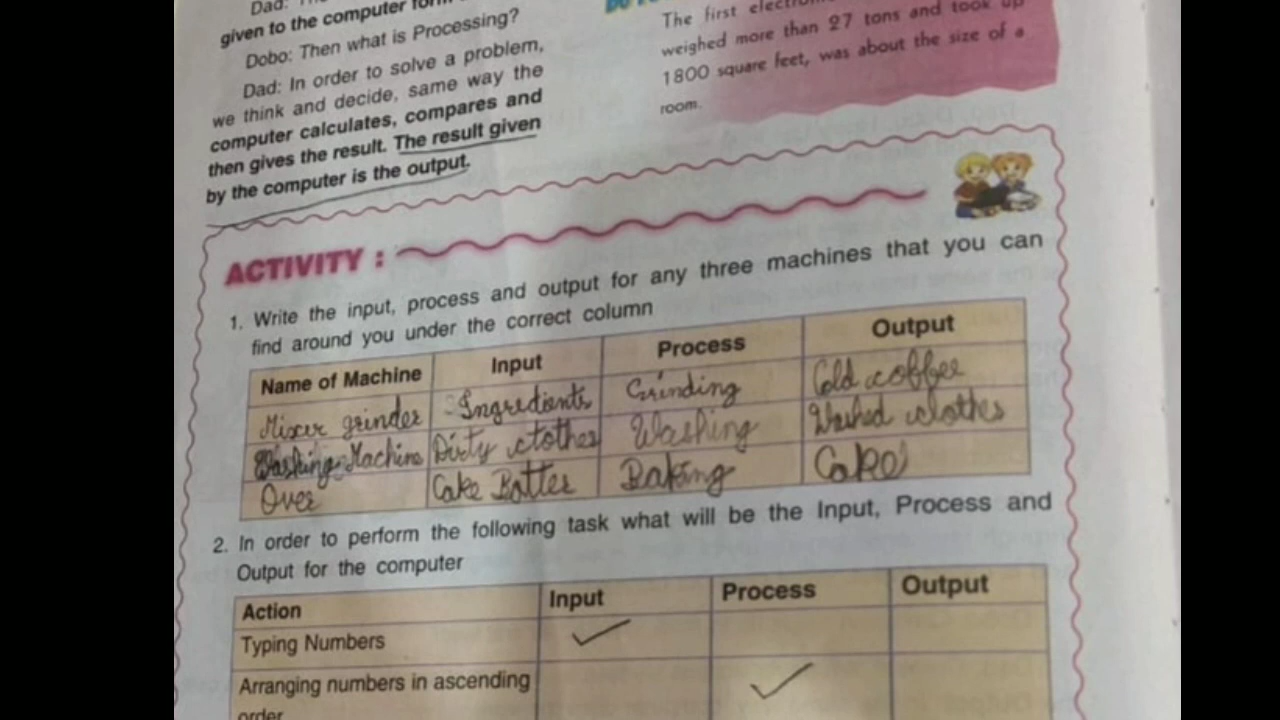 Dad:
given to the computer
Dobo: Then what is Processing?
Dad: In order to solve a problem,
we think and decide, same way the
computer calculates, compares and
then gives the result. The result given
by the computer is the output.
The first
weighed more than 27 tons and took up
1800 square feet, was about the size of a
room.
ACTIVITY :
1. Write the input, process and output for any three machines that you can
find around you under the correct column
Name of Machine Input Process Output
Mixer grinder Ingredients Grinding Cold coffee
Washing Machine Dirty clothes Washing Washed clothes
Oven Cake Batter Baking Cake
2. In order to perform the following task what will be the Input, Process and
Output for the computer
Action Input Process Output
Typing Numbers
Arranging numbers in ascending
order